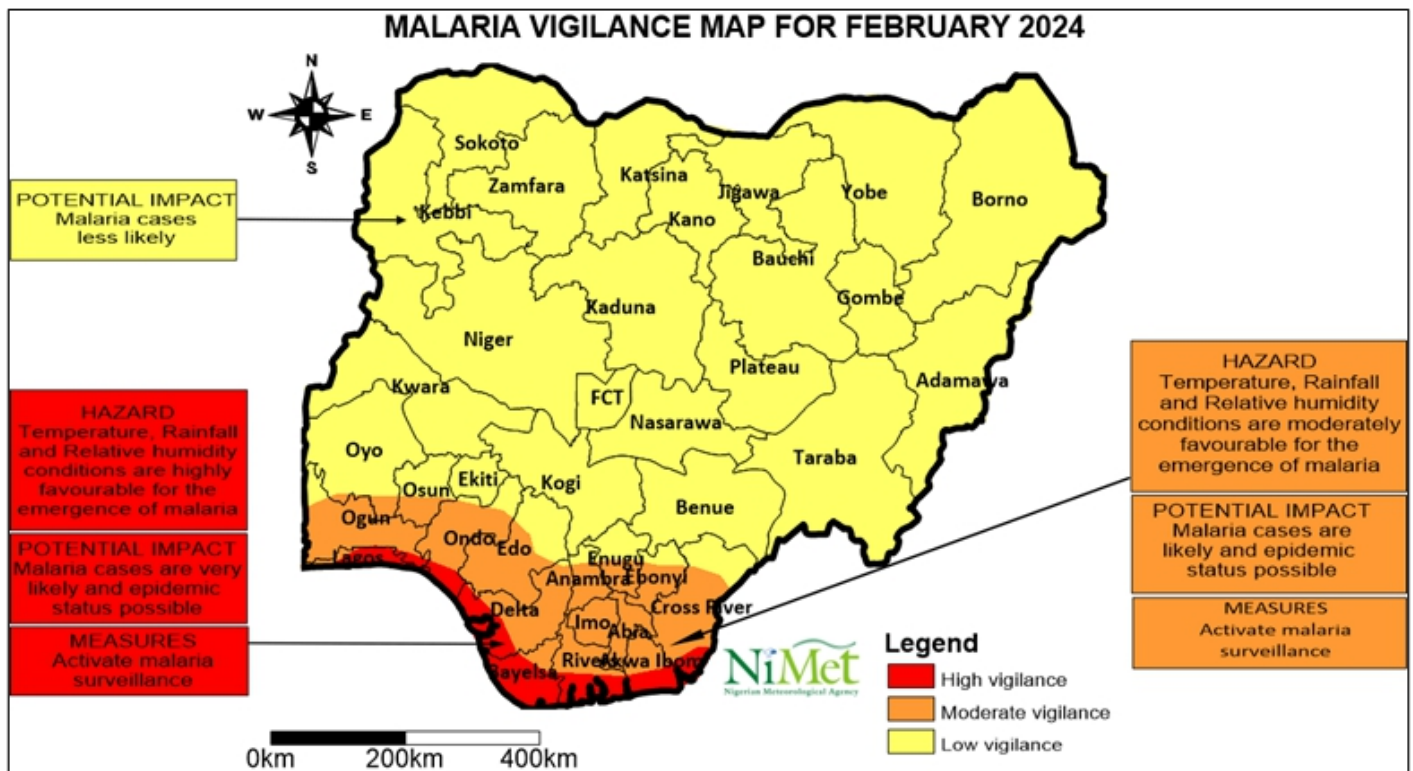 MALARIA VIGILANCE MAP FOR FEBRUARY 2024
N
W
E
S
POTENTIAL IMPACT
Malaria cases
less likely
Sokoto
Zamfara
Kebbi
Katsina
Kano
Jigawa
Yobe
Borno
Bauchi
Gombe
Kaduna
Niger
Plateau
Adamawa
Kwara
FCT
Nasarawa
Taraba
Oyo
Osun
Ekiti
Kogi
Benue
Ogun
Lagos
Ondo
Edo
Enugu
Anambra
Ebonyi
Delta
Cross River
Imo
Abia
Rivers
Akwa Ibom
Bayelsa
HAZARD
Temperature, Rainfall
and Relative humidity
conditions are highly
favourable for the
emergence of malaria
POTENTIAL IMPACT
Malaria cases are very
likely and epidemic
status possible
MEASURES
Activate malaria
surveillance
HAZARD
Temperature, Rainfall
and Relative humidity
conditions are moderately
favourable for the
emergence of malaria
POTENTIAL IMPACT
Malaria cases are
likely and epidemic
status possible
MEASURES
Activate malaria
surveillance
NiMet
Nigerian Meteorological Agency
Legend
High vigilance
Moderate vigilance
Low vigilance
0km
200km
400km